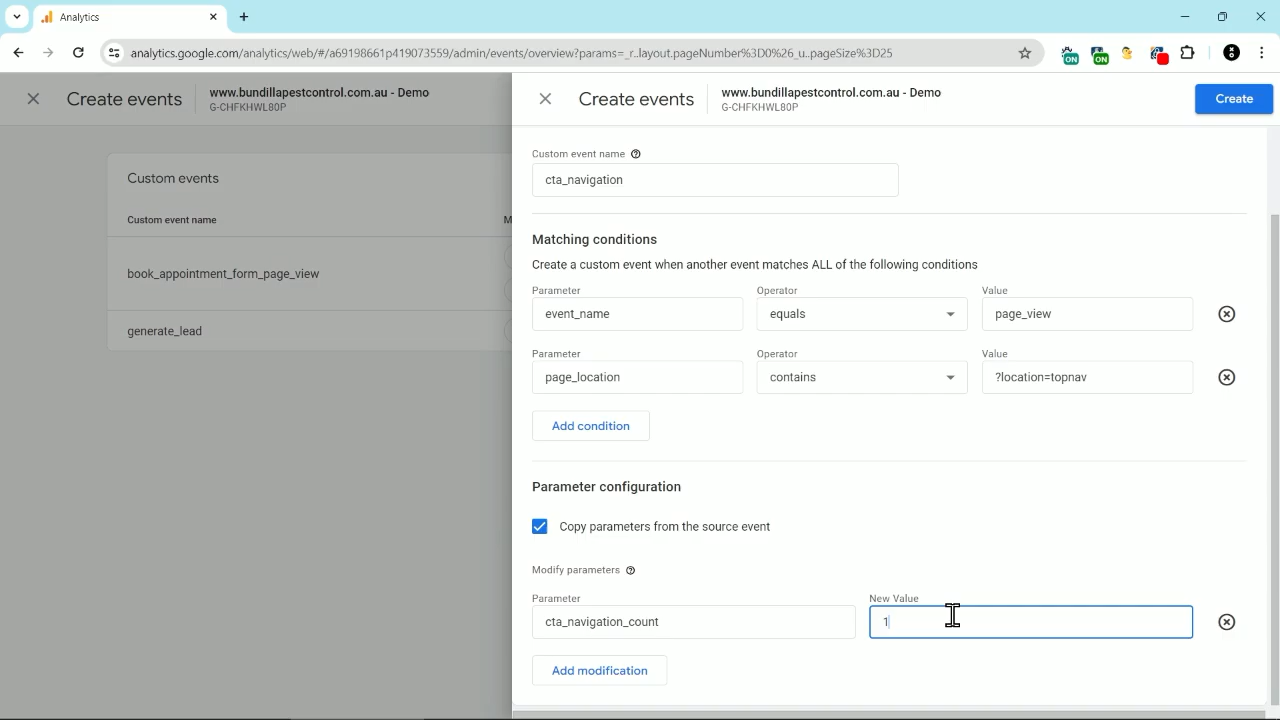 Analytics
analytics.google.com/analytics/web/#/a69198661p419073559/admin/events/overview?params=_r..layout.pageNumber%3D0%26_u..pageSize%3D25
ON
ON
Create events
www.bundillapestcontrol.com.au - Demo
G-CHFKHWL80P
Custom events
Custom event name
M
book_appointment_form_page_view
generate_lead
Create events
www.bundillapestcontrol.com.au - Demo
G-CHFKHWL80P
Create
Custom event name
cta_navigation
Matching conditions
Create a custom event when another event matches ALL of the following conditions
Parameter Operator Value
event_name equals page_view
Parameter Operator Value
page_location contains ?location=topnav
Add condition
Parameter configuration
Copy parameters from the source event
Modify parameters
Parameter New Value
cta_navigation_count 1
Add modification